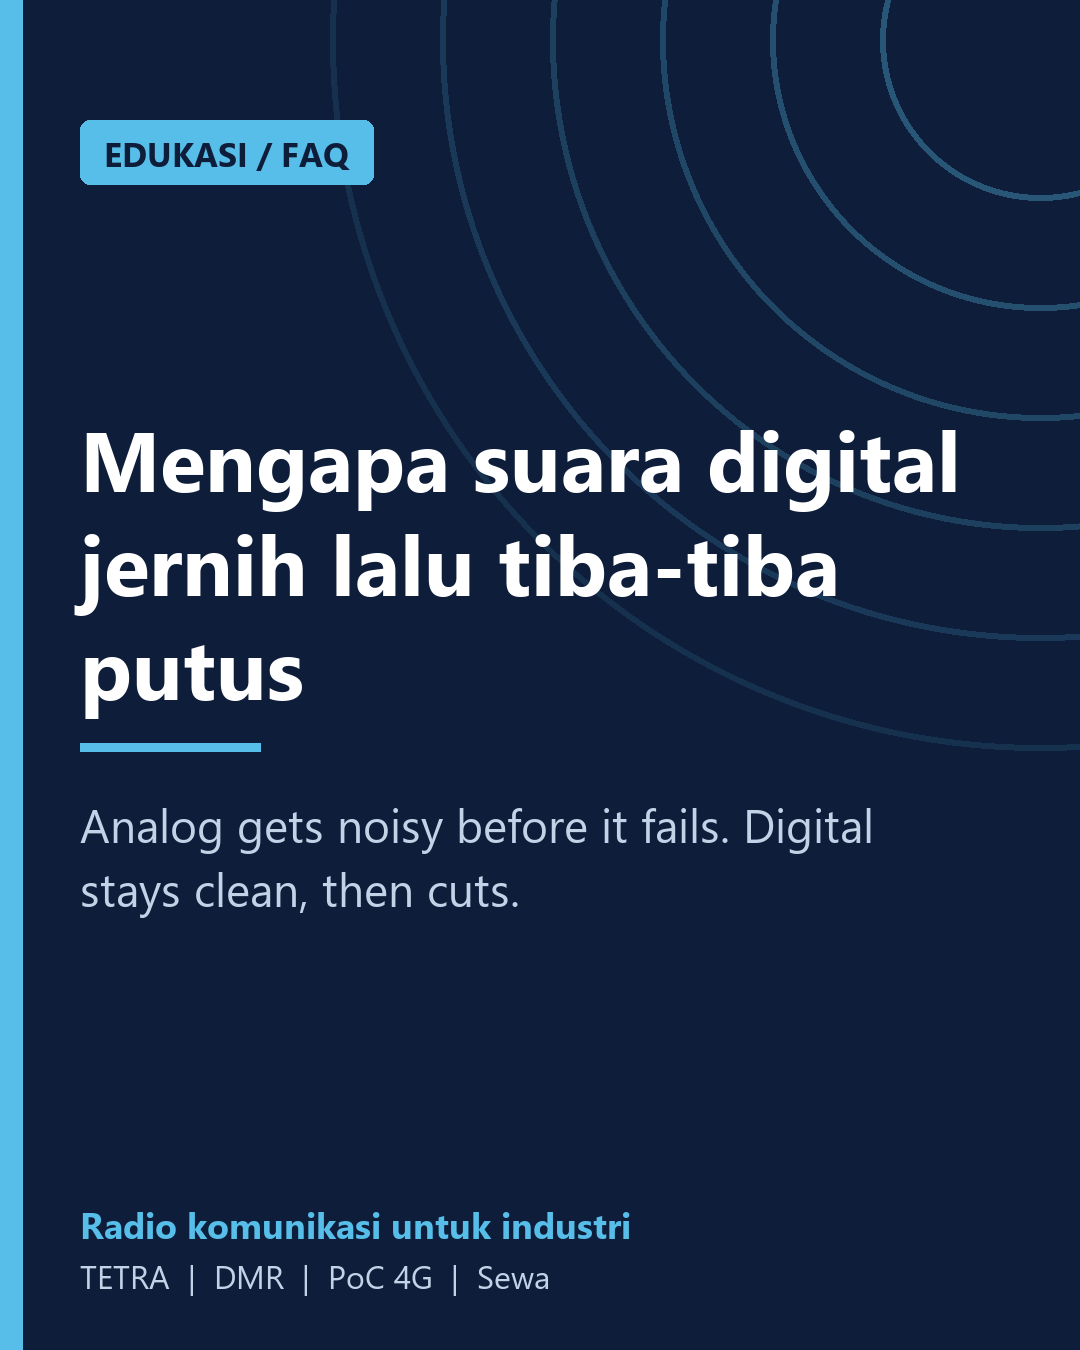 EDUKASI / FAQ
Mengapa suara digital
jernih lalu tiba-tiba
putus
Analog gets noisy before it fails. Digital
stays clean, then cuts.
Radio komunikasi untuk industri
TETRA | DMR | PoC 4G | Sewa